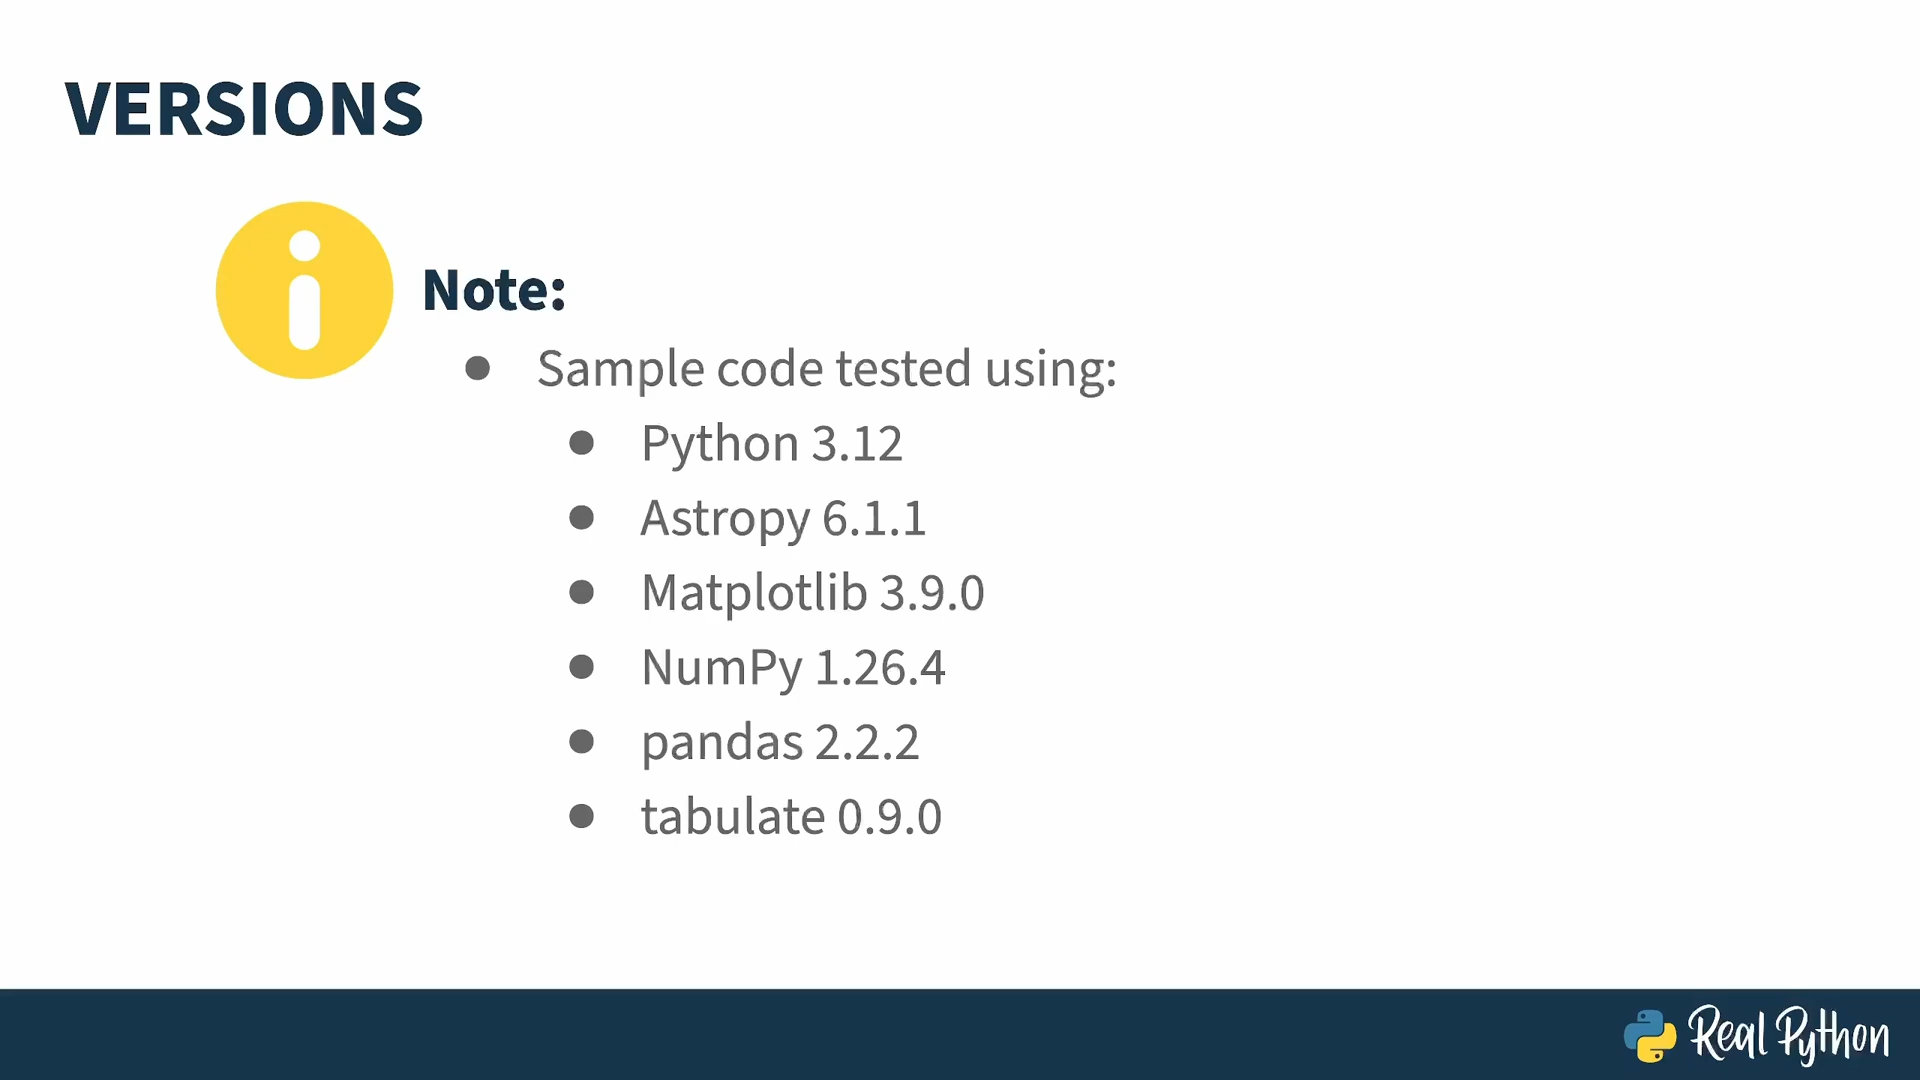 VERSIONS
Note:
Sample code tested using:
Python 3.12
Astropy 6.1.1
Matplotlib 3.9.0
NumPy 1.26.4
pandas 2.2.2
tabulate 0.9.0
Real Python